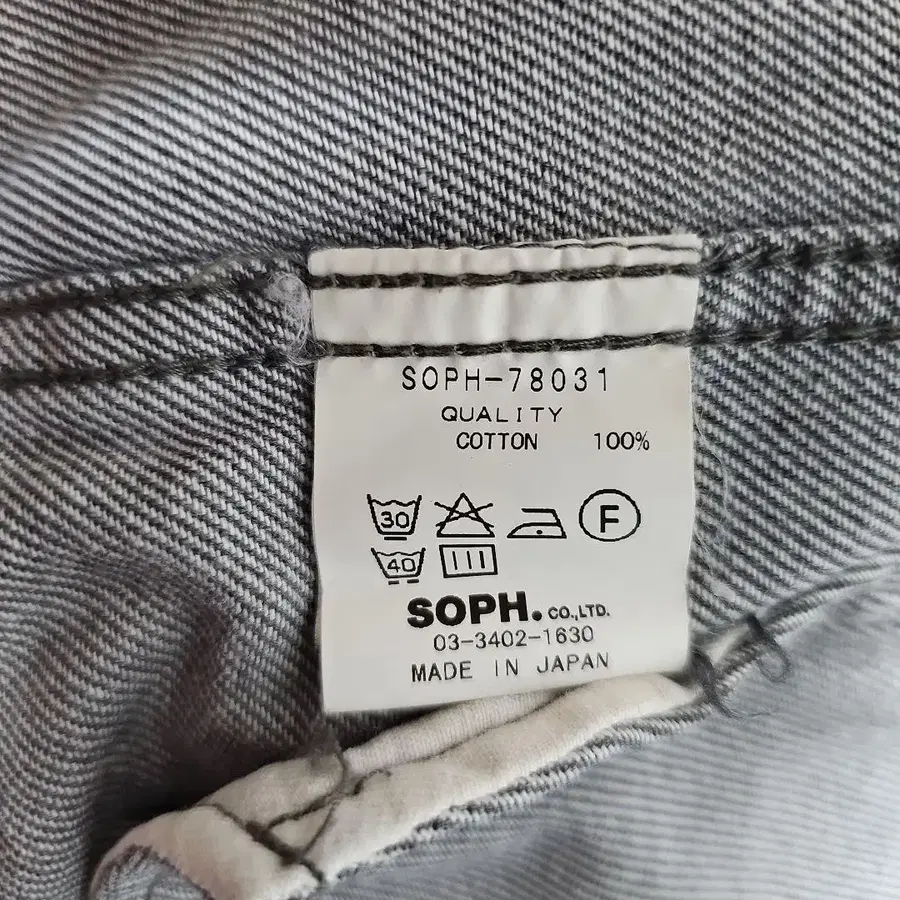 SOPH-78031
QUALITY
COTTON 100%
30 F
40
SOPH. CO.,LTD.
03-3402-1630
MADE IN JAPAN